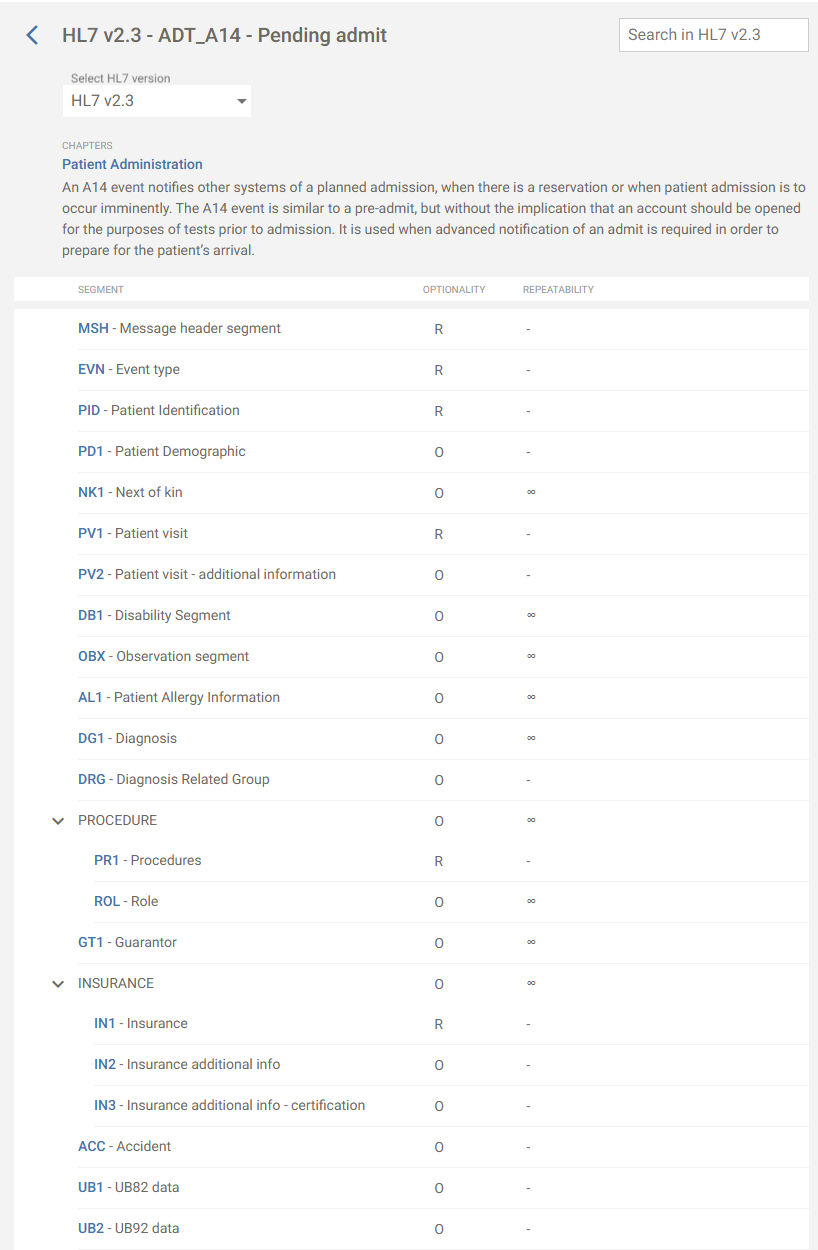 HL7 v2.3 - ADT_A14 - Pending admit
Search in HL7 v2.3
Select HL7 version
HL7 v2.3
CHAPTERS
Patient Administration
An A14 event notifies other systems of a planned admission, when there is a reservation or when patient admission is to
occur imminently. The A14 event is similar to a pre-admit, but without the implication that an account should be opened
for the purposes of tests prior to admission. It is used when advanced notification of an admit is required in order to
prepare for the patient’s arrival.
SEGMENT OPTIONALITY REPEATABILITY
MSH - Message header segment R -
EVN - Event type R -
PID - Patient Identification R -
PD1 - Patient Demographic O -
NK1 - Next of kin O ∞
PV1 - Patient visit R -
PV2 - Patient visit - additional information O -
DB1 - Disability Segment O ∞
OBX - Observation segment O ∞
AL1 - Patient Allergy Information O ∞
DG1 - Diagnosis O ∞
DRG - Diagnosis Related Group O -
PROCEDURE O ∞
PR1 - Procedures R -
ROL - Role O ∞
GT1 - Guarantor O ∞
INSURANCE O ∞
IN1 - Insurance R -
IN2 - Insurance additional info O -
IN3 - Insurance additional info - certification O -
ACC - Accident O -
UB1 - UB82 data O -
UB2 - UB92 data O -